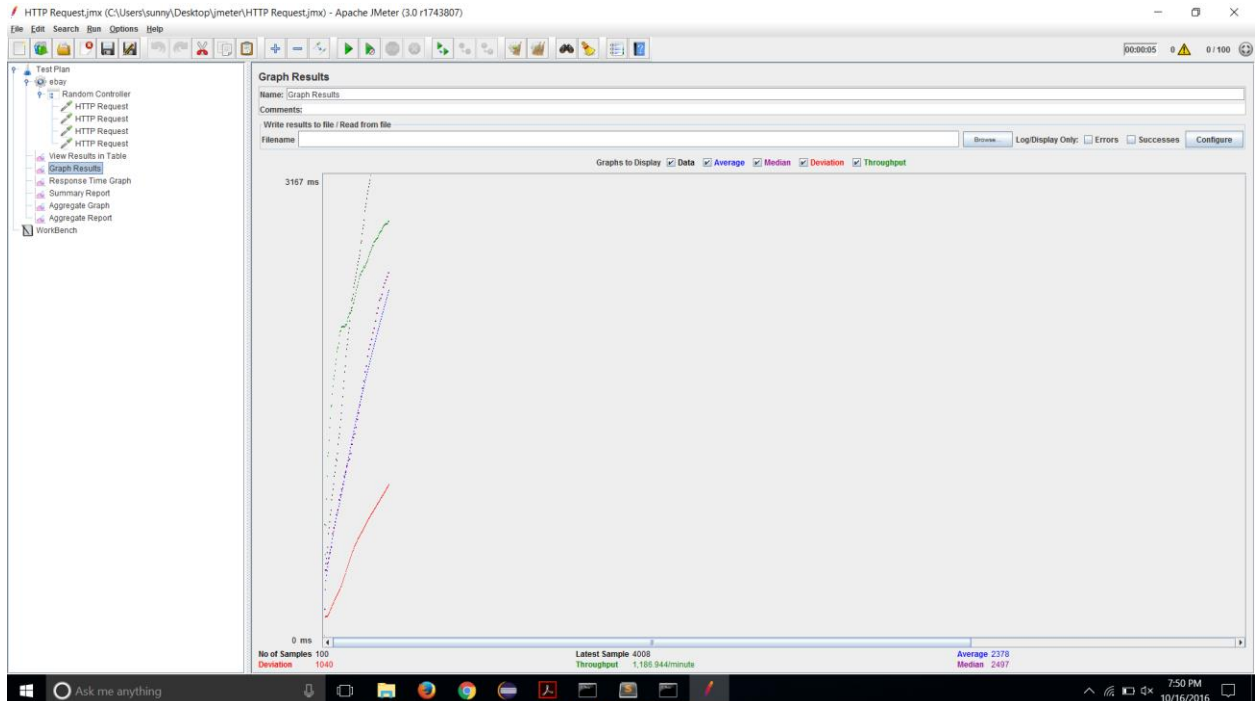 HTTP Request.jmx (C:\Users\sunny\Desktop\jmeter\HTTP Request.jmx) - Apache JMeter (3.0 r1743807)
File Edit Search Run Options Help
00:00:05 0 0 / 100
Test Plan
ebay
Random Controller
HTTP Request
HTTP Request
HTTP Request
HTTP Request
View Results in Table
Graph Results
Response Time Graph
Summary Report
Aggregate Graph
Aggregate Report
WorkBench
Graph Results
Name: Graph Results
Comments:
Write results to file / Read from file
Filename Browse... Log/Display Only: Errors Successes Configure
Graphs to Display Data Average Median Deviation Throughput
3167 ms
0 ms
No of Samples 100 Latest Sample 4008 Average 2378
Deviation 1040 Throughput 1,186.944/minute Median 2497
Ask me anything
7:50 PM
10/16/2016